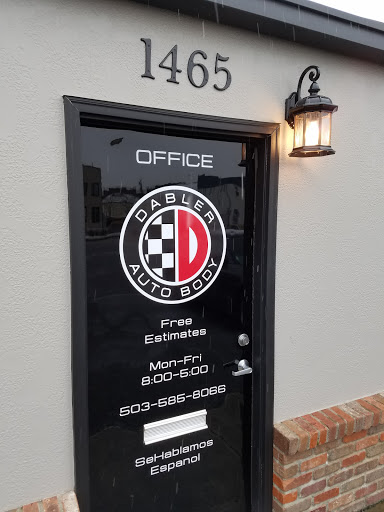 1465
OFFICE
DABLER
D
AUTO BODY
Free
Estimates
Mon-Fri
8:00-5:00
503-585-8066
SeHablamos
Espanol